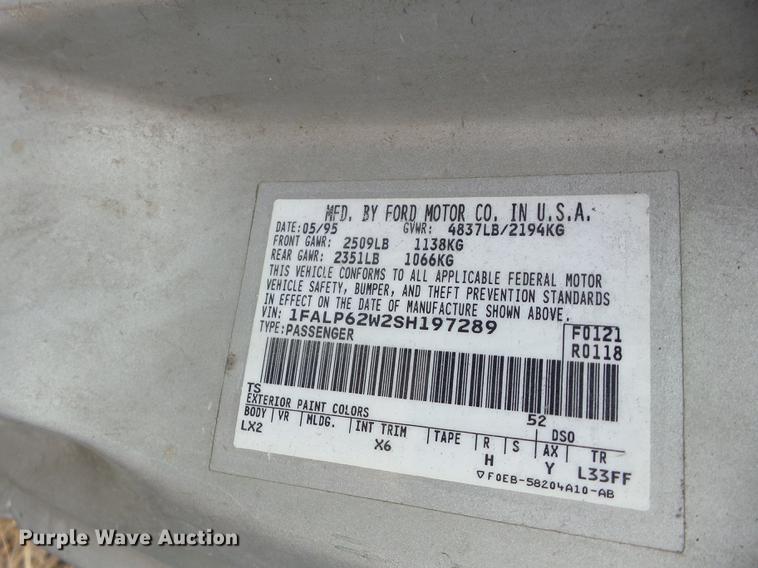 MFD. BY FORD MOTOR CO. IN U.S.A.
DATE: 05/95 GVWR: 4837LB/2194KG
FRONT GAWR: 2509LB 1138KG
REAR GAWR: 2351LB 1066KG
THIS VEHICLE CONFORMS TO ALL APPLICABLE FEDERAL MOTOR
VEHICLE SAFETY, BUMPER, AND THEFT PREVENTION STANDARDS
IN EFFECT ON THE DATE OF MANUFACTURE SHOWN ABOVE.
VIN: 1FALP62W2SH197289 F0121
TYPE: PASSENGER R0118
TS 52
EXTERIOR PAINT COLORS DSO
BODY VR MLDG. INT TRIM TAPE R S AX TR
LX2 X6 H Y L33FF
F0EB-58204A10-AB
Purple Wave Auction